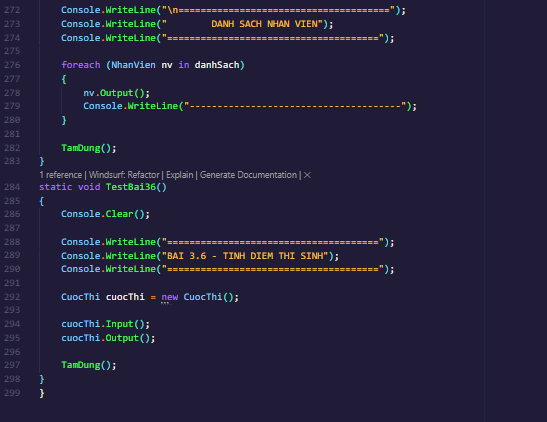 272 Console.WriteLine("\n======================================");
273 Console.WriteLine("        DANH SACH NHAN VIEN");
274 Console.WriteLine("======================================");
275
276 foreach (NhanVien nv in danhSach)
277 {
278 nv.Output();
279 Console.WriteLine("--------------------------------------");
280 }
281
282 TamDung();
283 }
1 reference | Windsurf: Refactor | Explain | Generate Documentation | ×
284 static void TestBai36()
285 {
286 Console.Clear();
287
288 Console.WriteLine("======================================");
289 Console.WriteLine("BAI 3.6 - TINH DIEM THI SINH");
290 Console.WriteLine("======================================");
291
292 CuocThi cuocThi = new CuocThi();
293
294 cuocThi.Input();
295 cuocThi.Output();
296
297 TamDung();
298 }
299 }